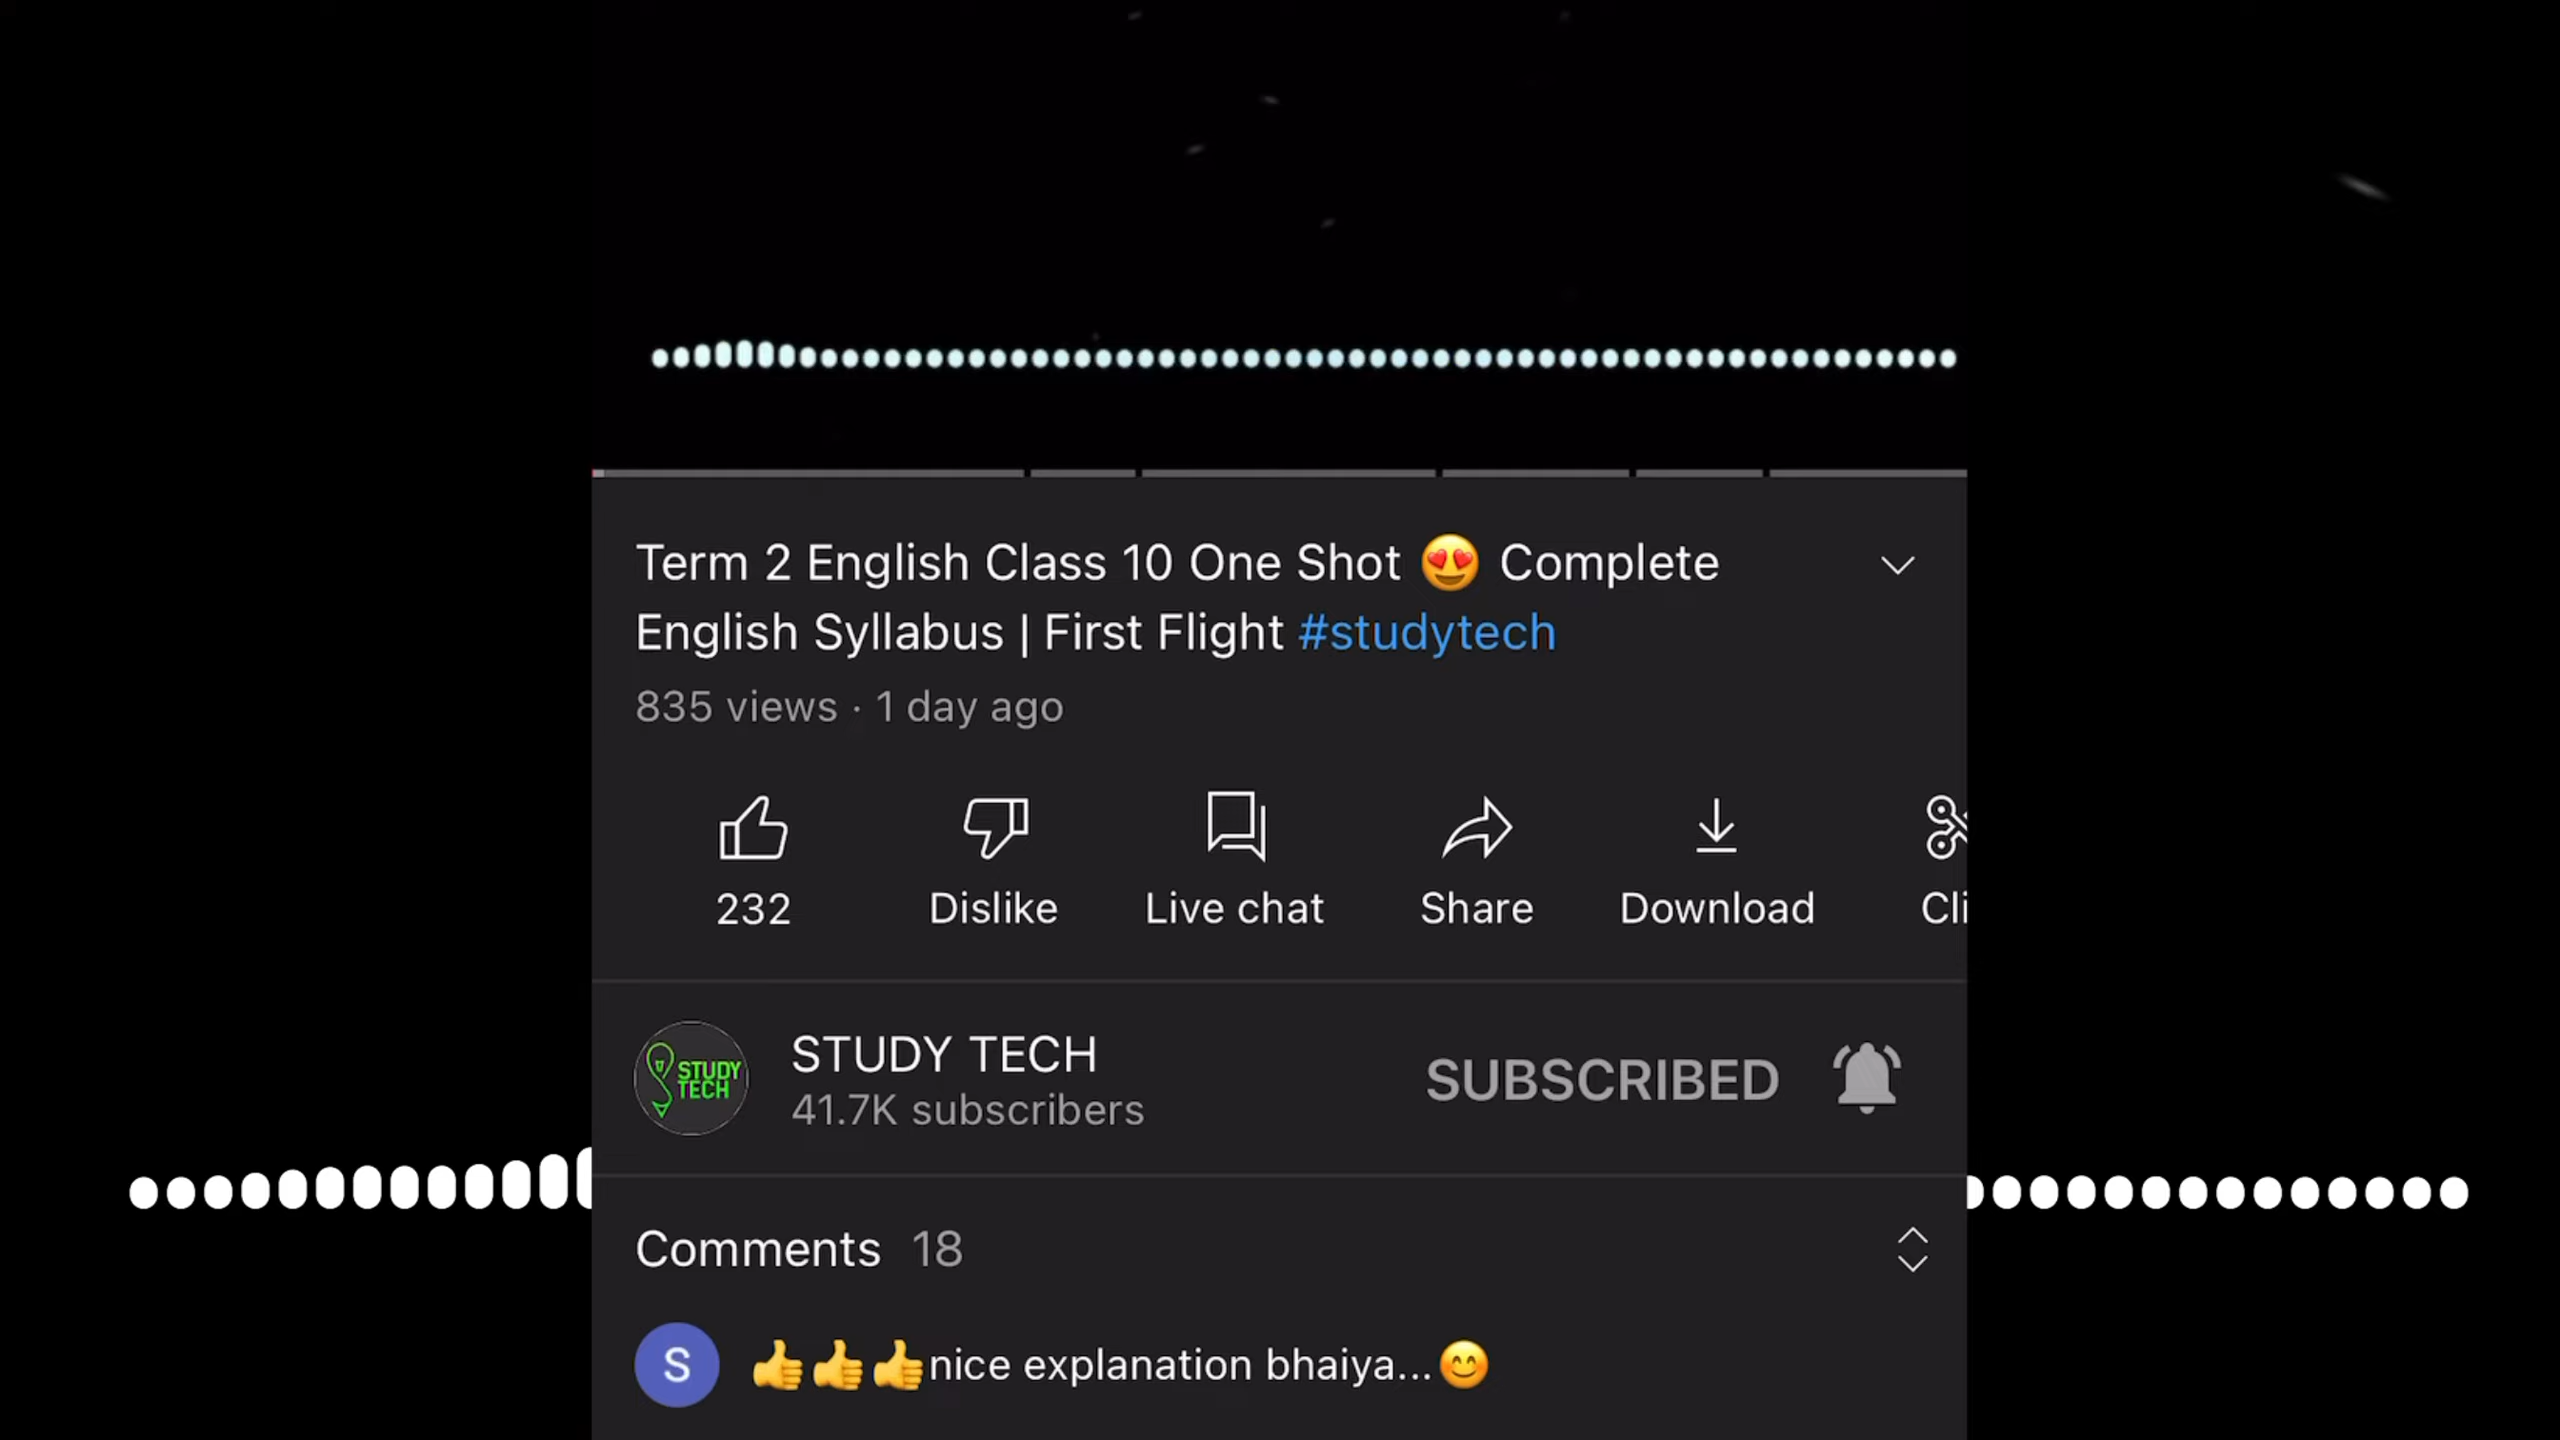 Term 2 English Class 10 One Shot 😍 Complete
English Syllabus | First Flight #studytech
835 views · 1 day ago
232
Dislike
Live chat
Share
Download
Cli
STUDY TECH
STUDY TECH
41.7K subscribers
SUBSCRIBED
Comments 18
S
👍👍👍nice explanation bhaiya...😊